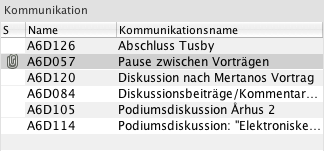 Kommunikation
S Name Kommunikationsname
A6D126 Abschluss Tusby
A6D057 Pause zwischen Vorträgen
A6D120 Diskussion nach Mertanos Vortrag
A6D084 Diskussionsbeiträge/Kommentar...
A6D105 Podiumsdiskussion Århus 2
A6D114 Podiumsdiskussion: "Elektroniske...